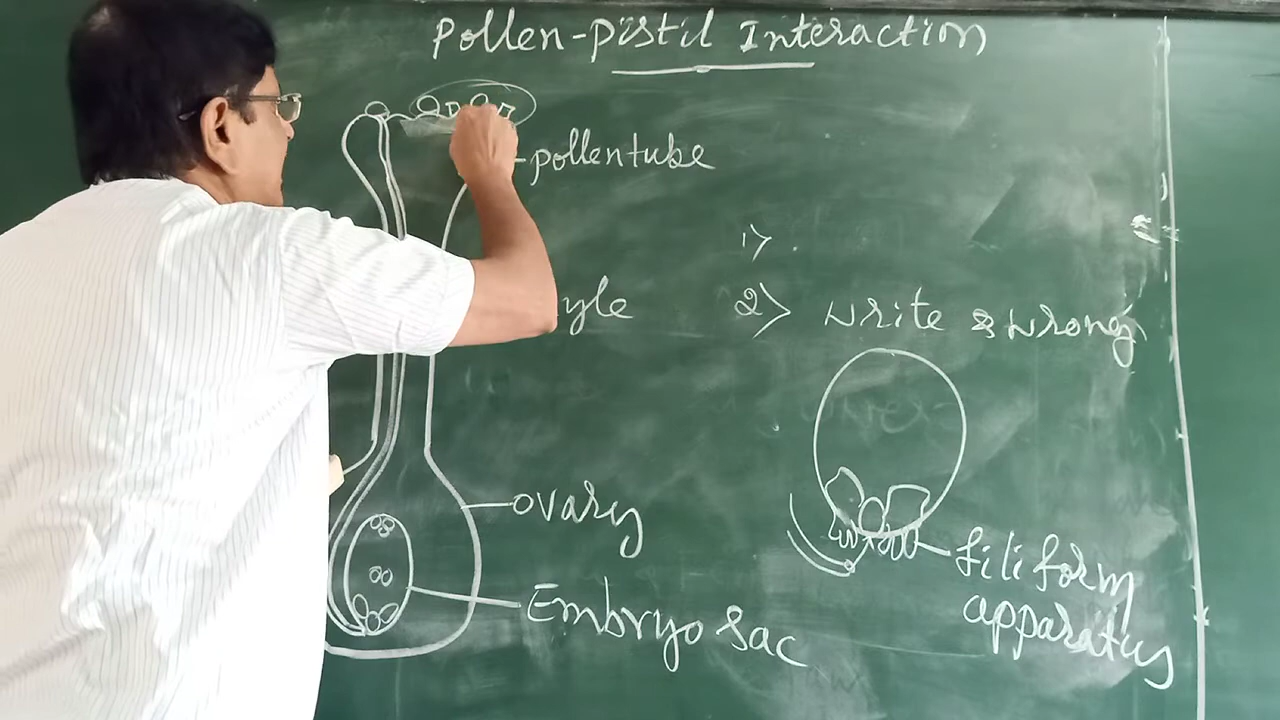 Pollen-Pistil Interaction
pollentube
1>
yle
2> write & wrong
ovary
filiform
apparatus
Embryo sac